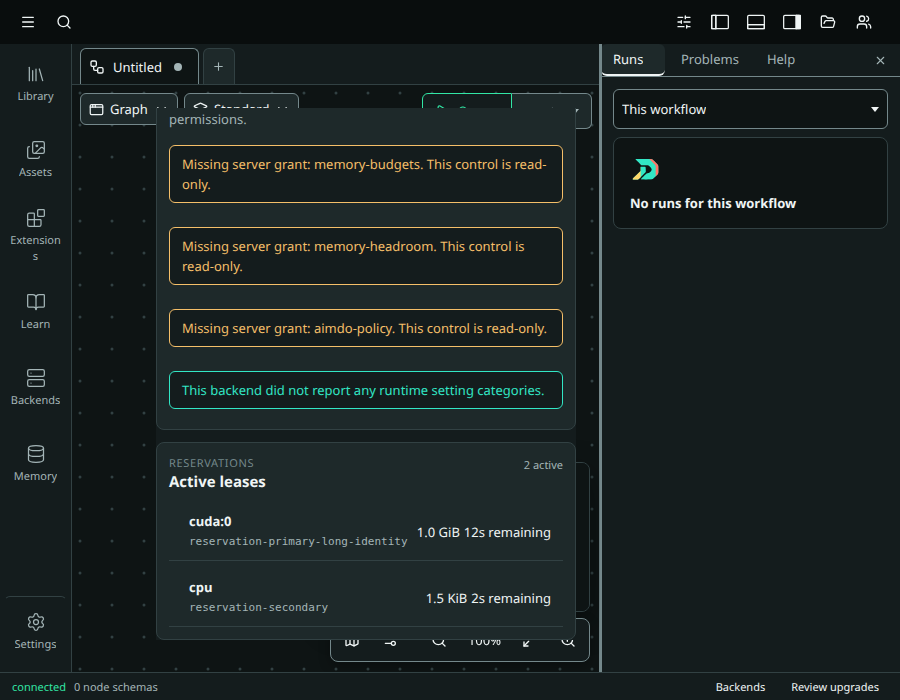 Untitled
+
Runs
Problems
Help
Library
Assets
Extension
s
Learn
Backends
Memory
Settings
Graph
Standard
permissions.
Missing server grant: memory-budgets. This control is read-
only.
Missing server grant: memory-headroom. This control is
read-only.
Missing server grant: aimdo-policy. This control is read-only.
This backend did not report any runtime setting categories.
RESERVATIONS
2 active
Active leases
cuda:0
reservation-primary-long-identity
1.0 GiB 12s remaining
cpu
reservation-secondary
1.5 KiB 2s remaining
100%
This workflow
No runs for this workflow
connected
0 node schemas
Backends
Review upgrades